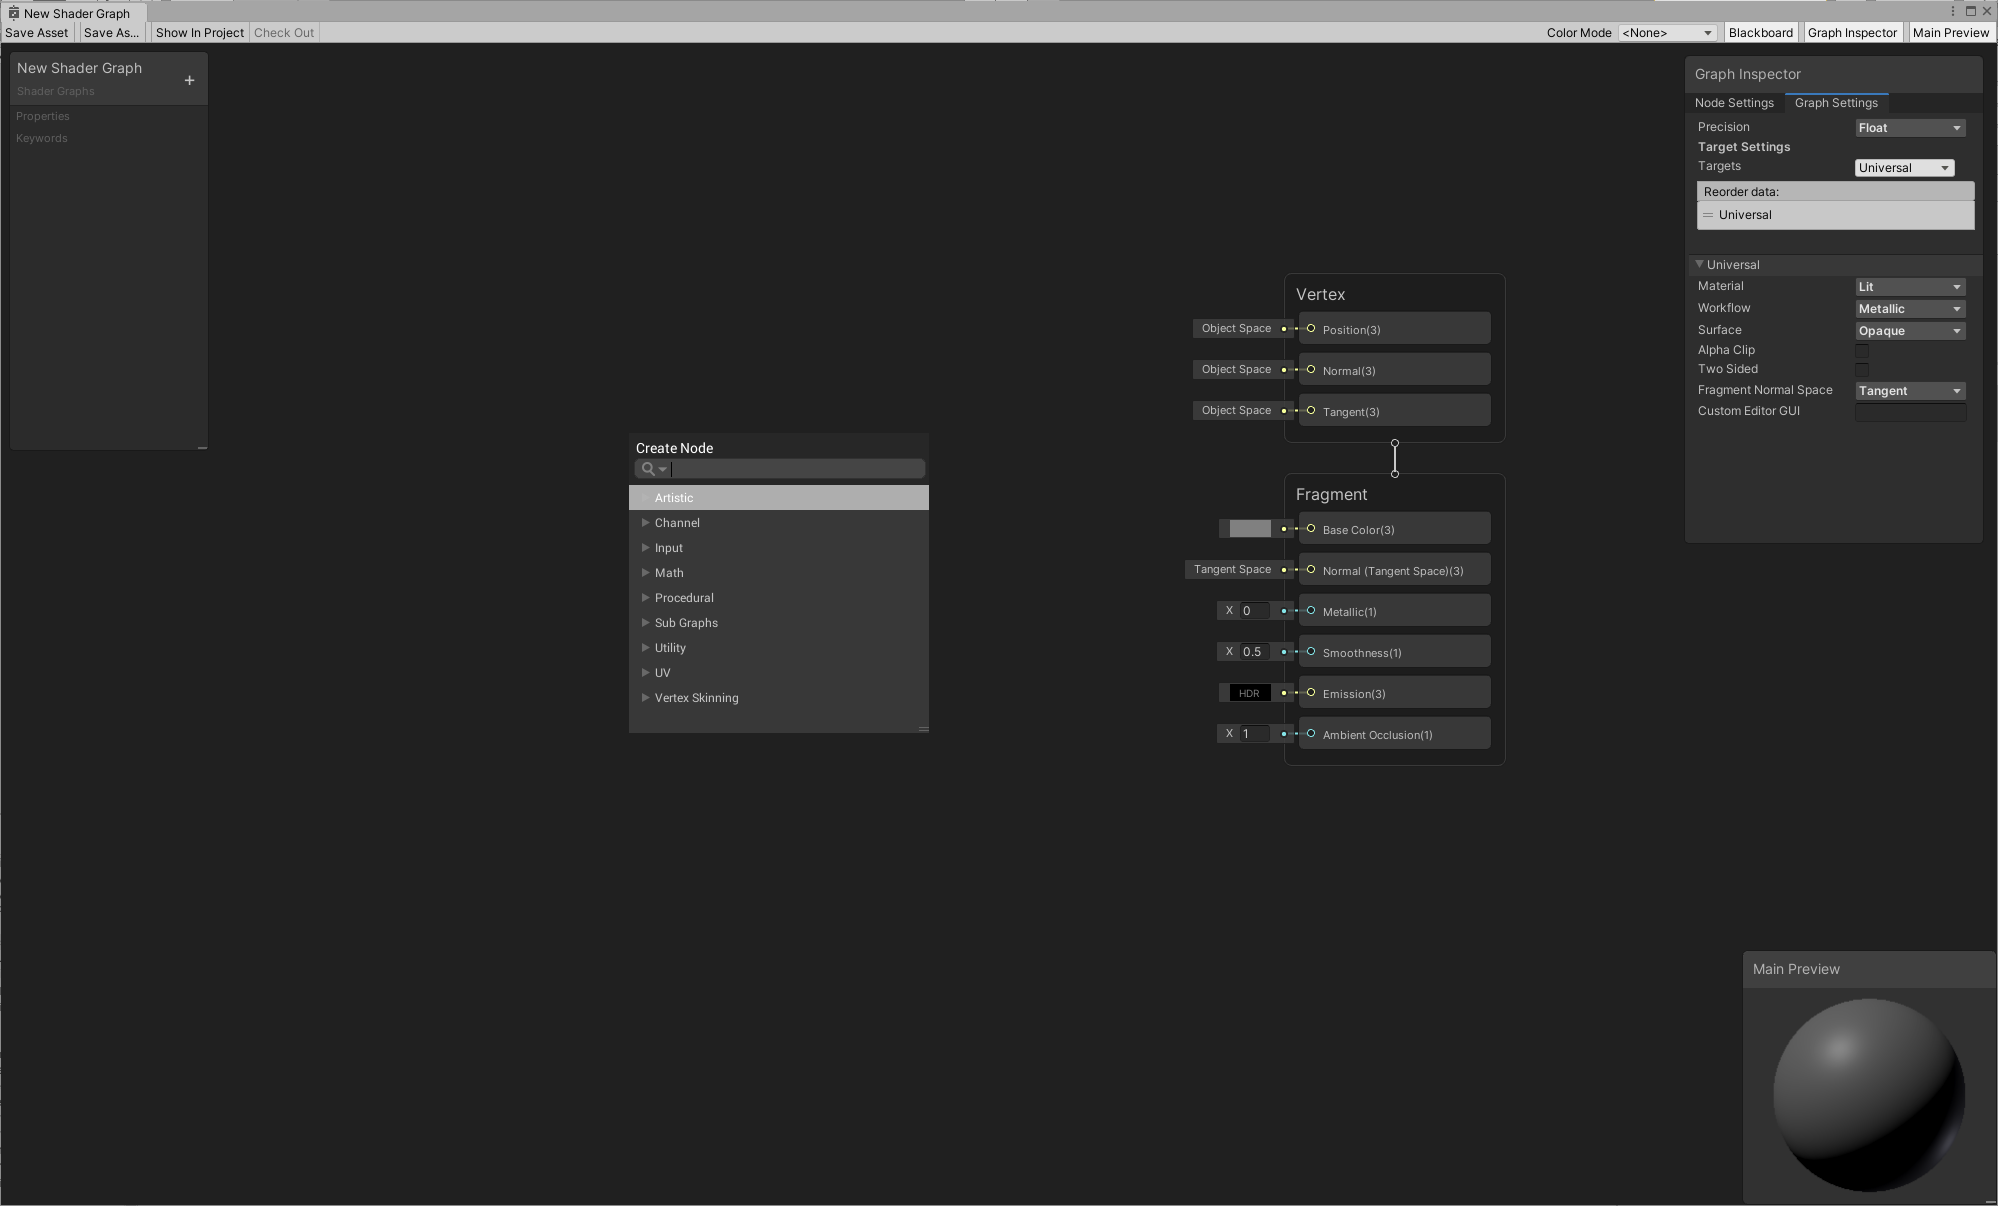 New Shader Graph
Save Asset Save As... Show In Project Check Out Color Mode <None> Blackboard Graph Inspector Main Preview
New Shader Graph
+
Shader Graphs
Properties
Keywords
Create Node
Artistic
Channel
Input
Math
Procedural
Sub Graphs
Utility
UV
Vertex Skinning
Vertex
Object Space Position(3)
Object Space Normal(3)
Object Space Tangent(3)
Fragment
Base Color(3)
Tangent Space Normal (Tangent Space)(3)
X 0 Metallic(1)
X 0.5 Smoothness(1)
HDR Emission(3)
X 1 Ambient Occlusion(1)
Graph Inspector
Node Settings Graph Settings
Precision Float
Target Settings
Targets Universal
Reorder data:
Universal
Universal
Material Lit
Workflow Metallic
Surface Opaque
Alpha Clip
Two Sided
Fragment Normal Space Tangent
Custom Editor GUI
Main Preview